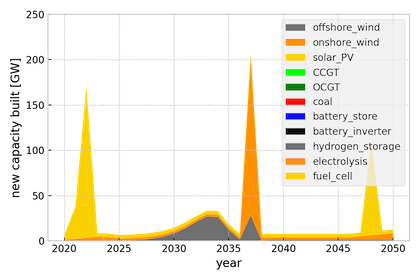 250
200
150
100
50
0
new capacity built [GW]
offshore_wind
onshore_wind
solar_PV
CCGT
OCGT
coal
battery_store
battery_inverter
hydrogen_storage
electrolysis
fuel_cell
2020 2025 2030 2035 2040 2045 2050
year